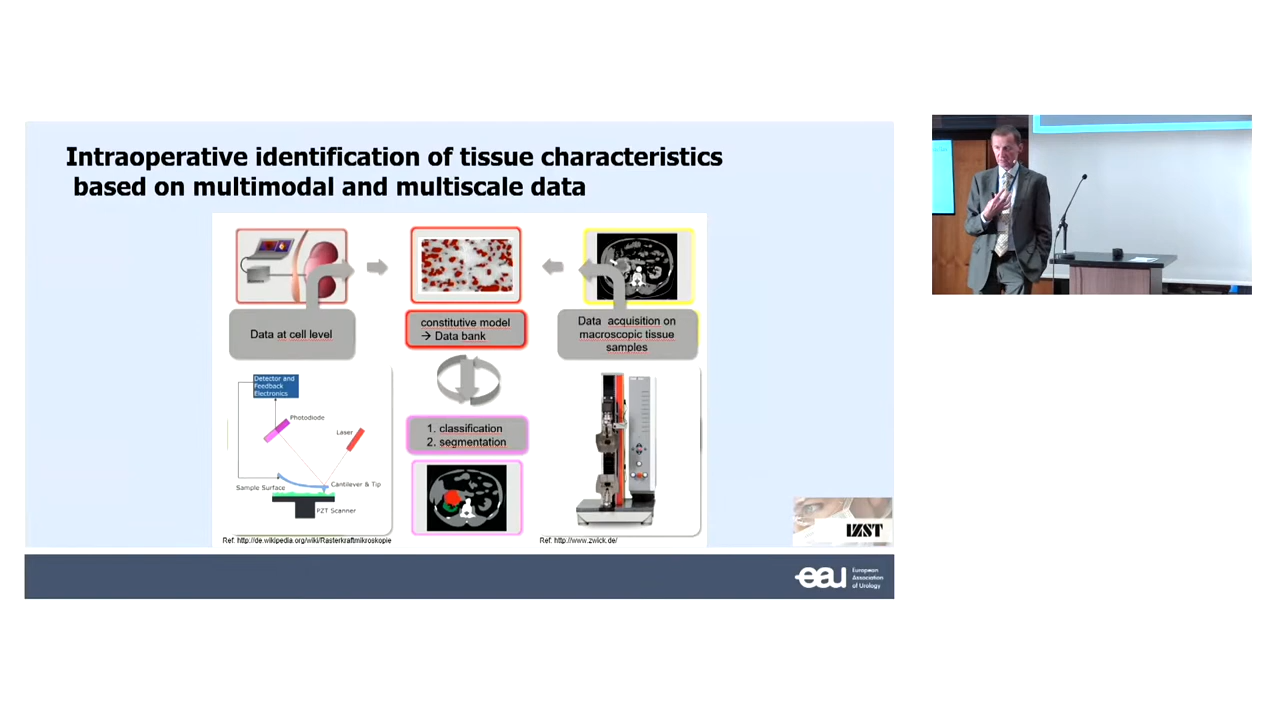 Intraoperative identification of tissue characteristics
based on multimodal and multiscale data
Data at cell level
constitutive model
→ Data bank
Data acquisition on
macroscopic tissue
samples
Detector and
Feedback
Electronics
Photodiode
Laser
Sample Surface
Cantilever & Tip
PZT Scanner
1. classification
2. segmentation
Ref: http://de.wikipedia.org/wiki/Rasterkraftmikroskopie
Ref: http://www.zwick.de/
IZST
eau
European
Association
of Urology